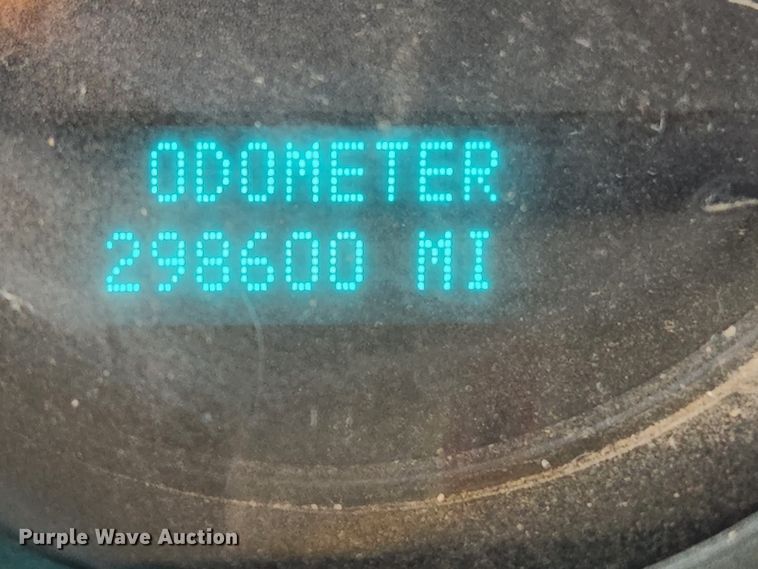 ODOMETER
298600 MI
Purple Wave Auction